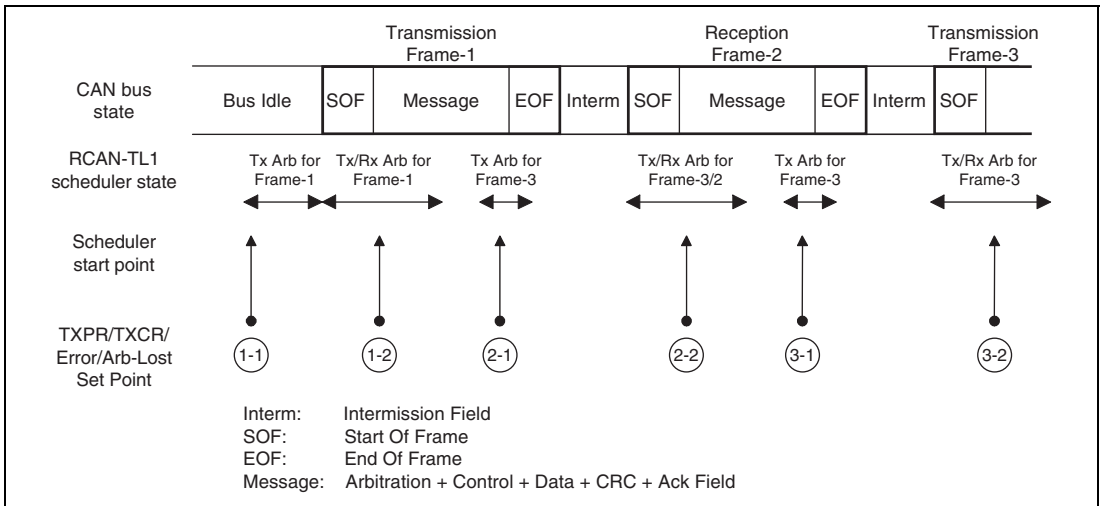 Transmission
Frame-1
Reception
Frame-2
Transmission
Frame-3
CAN bus
state
Bus Idle
SOF
Message
EOF
Interm
SOF
Message
EOF
Interm
SOF
RCAN-TL1
scheduler state
Tx Arb for
Frame-1
Tx/Rx Arb for
Frame-1
Tx Arb for
Frame-3
Tx/Rx Arb for
Frame-3/2
Tx Arb for
Frame-3
Tx/Rx Arb for
Frame-3
Scheduler
start point
TXPR/TXCR/
Error/Arb-Lost
Set Point
1-1
1-2
2-1
2-2
3-1
3-2
Interm: Intermission Field
SOF: Start Of Frame
EOF: End Of Frame
Message: Arbitration + Control + Data + CRC + Ack Field